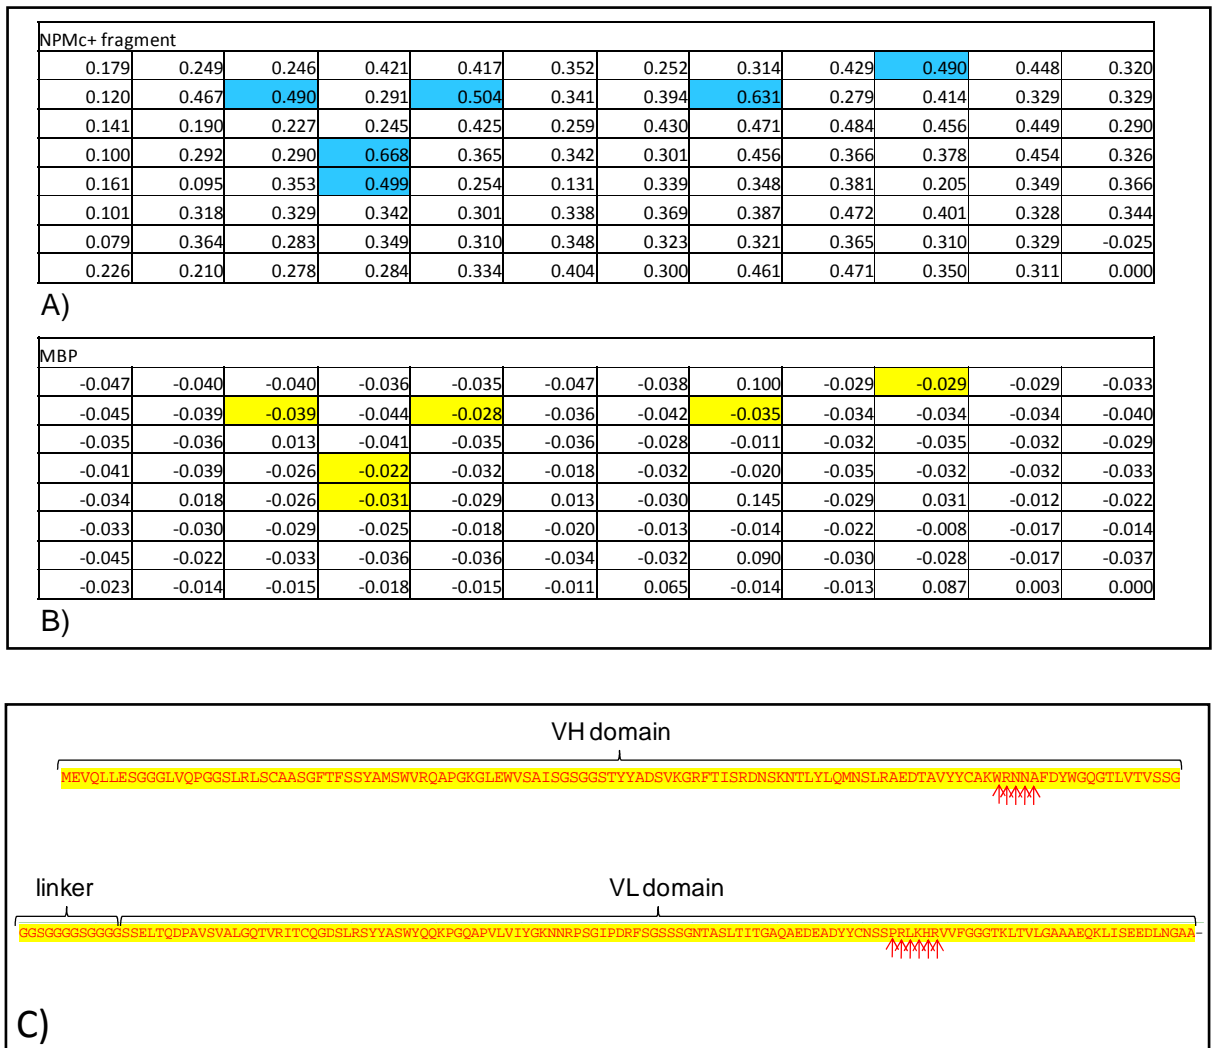 NPMc+ fragment
0.179 0.249 0.246 0.421 0.417 0.352 0.252 0.314 0.429 0.490 0.448 0.320
0.120 0.467 0.490 0.291 0.504 0.341 0.394 0.631 0.279 0.414 0.329 0.329
0.141 0.190 0.227 0.245 0.425 0.259 0.430 0.471 0.484 0.456 0.449 0.290
0.100 0.292 0.290 0.668 0.365 0.342 0.301 0.456 0.366 0.378 0.454 0.326
0.161 0.095 0.353 0.499 0.254 0.131 0.339 0.348 0.381 0.205 0.349 0.366
0.101 0.318 0.329 0.342 0.301 0.338 0.369 0.387 0.472 0.401 0.328 0.344
0.079 0.364 0.283 0.349 0.310 0.348 0.323 0.321 0.365 0.310 0.329 -0.025
0.226 0.210 0.278 0.284 0.334 0.404 0.300 0.461 0.471 0.350 0.311 0.000
A)
MBP
-0.047 -0.040 -0.040 -0.036 -0.035 -0.047 -0.038 0.100 -0.029 -0.029 -0.029 -0.033
-0.045 -0.039 -0.039 -0.044 -0.028 -0.036 -0.042 -0.035 -0.034 -0.034 -0.034 -0.040
-0.035 -0.036 0.013 -0.041 -0.035 -0.036 -0.028 -0.011 -0.032 -0.035 -0.032 -0.029
-0.041 -0.039 -0.026 -0.022 -0.032 -0.018 -0.032 -0.020 -0.035 -0.032 -0.032 -0.033
-0.034 0.018 -0.026 -0.031 -0.029 0.013 -0.030 0.145 -0.029 0.031 -0.012 -0.022
-0.033 -0.030 -0.029 -0.025 -0.018 -0.020 -0.013 -0.014 -0.022 -0.008 -0.017 -0.014
-0.045 -0.022 -0.033 -0.036 -0.036 -0.034 -0.032 0.090 -0.030 -0.028 -0.017 -0.037
-0.023 -0.014 -0.015 -0.018 -0.015 -0.011 0.065 -0.014 -0.013 0.087 0.003 0.000
B)
VH domain
MEVQLLESGGGLVQPGGSLRLSCAASGFTFSSYAMSWVRQAPGKGLEWVSAISGSGGSTYYADSVKGRFTISRDNSKNTLYLQMNSLRAEDTAVYYCAKWRNNAFDYWGQGTLVTVSSG
linker VL domain
GGSGGGGSGGGGSSELTQDPAVSVALGQTVRITCQGDSLRSYYASWYQQKPGQAPVLVIYGKNNRPSGIPDRFSGSSSGNTASLTITGAQAEDEADYYCNSSPRLKHRVVFGGGTKLTVLGAAAEQKLISEEDLNGAA-
C)